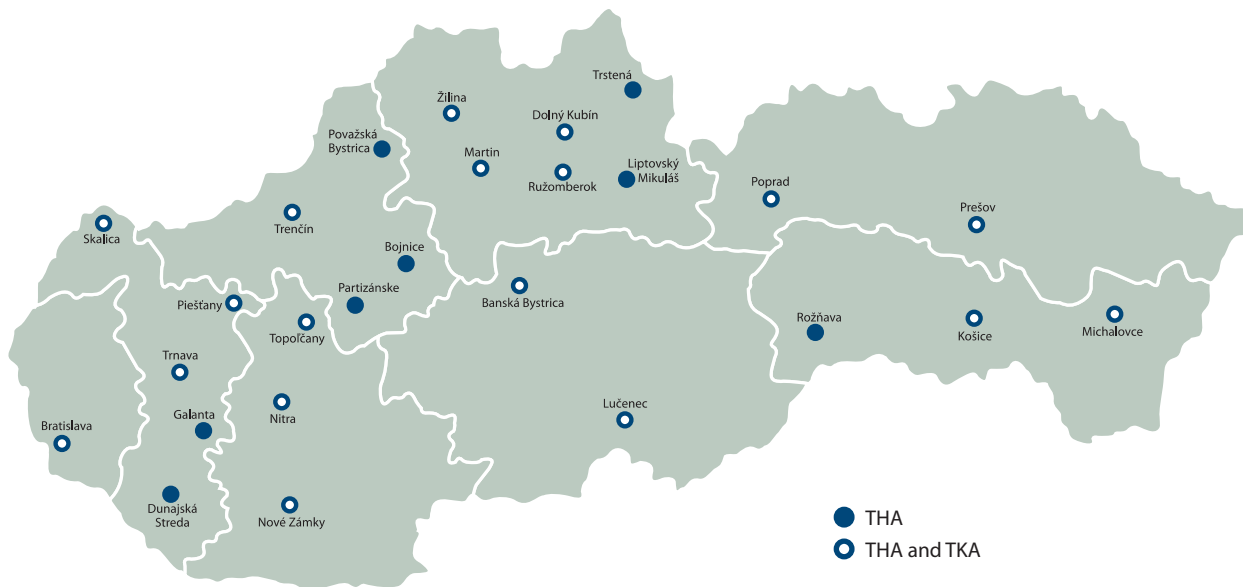 Trstená
Žilina
Dolný Kubín
Považská
Bystrica
Martin
Liptovský
Mikuláš
Ružomberok
Poprad
Prešov
Skalica
Trenčín
Bojnice
Partizánske
Piešťany
Banská Bystrica
Topoľčany
Rožňava
Košice
Michalovce
Trnava
Galanta
Nitra
Lučenec
Bratislava
Dunajská
Streda
Nové Zámky
THA
THA and TKA